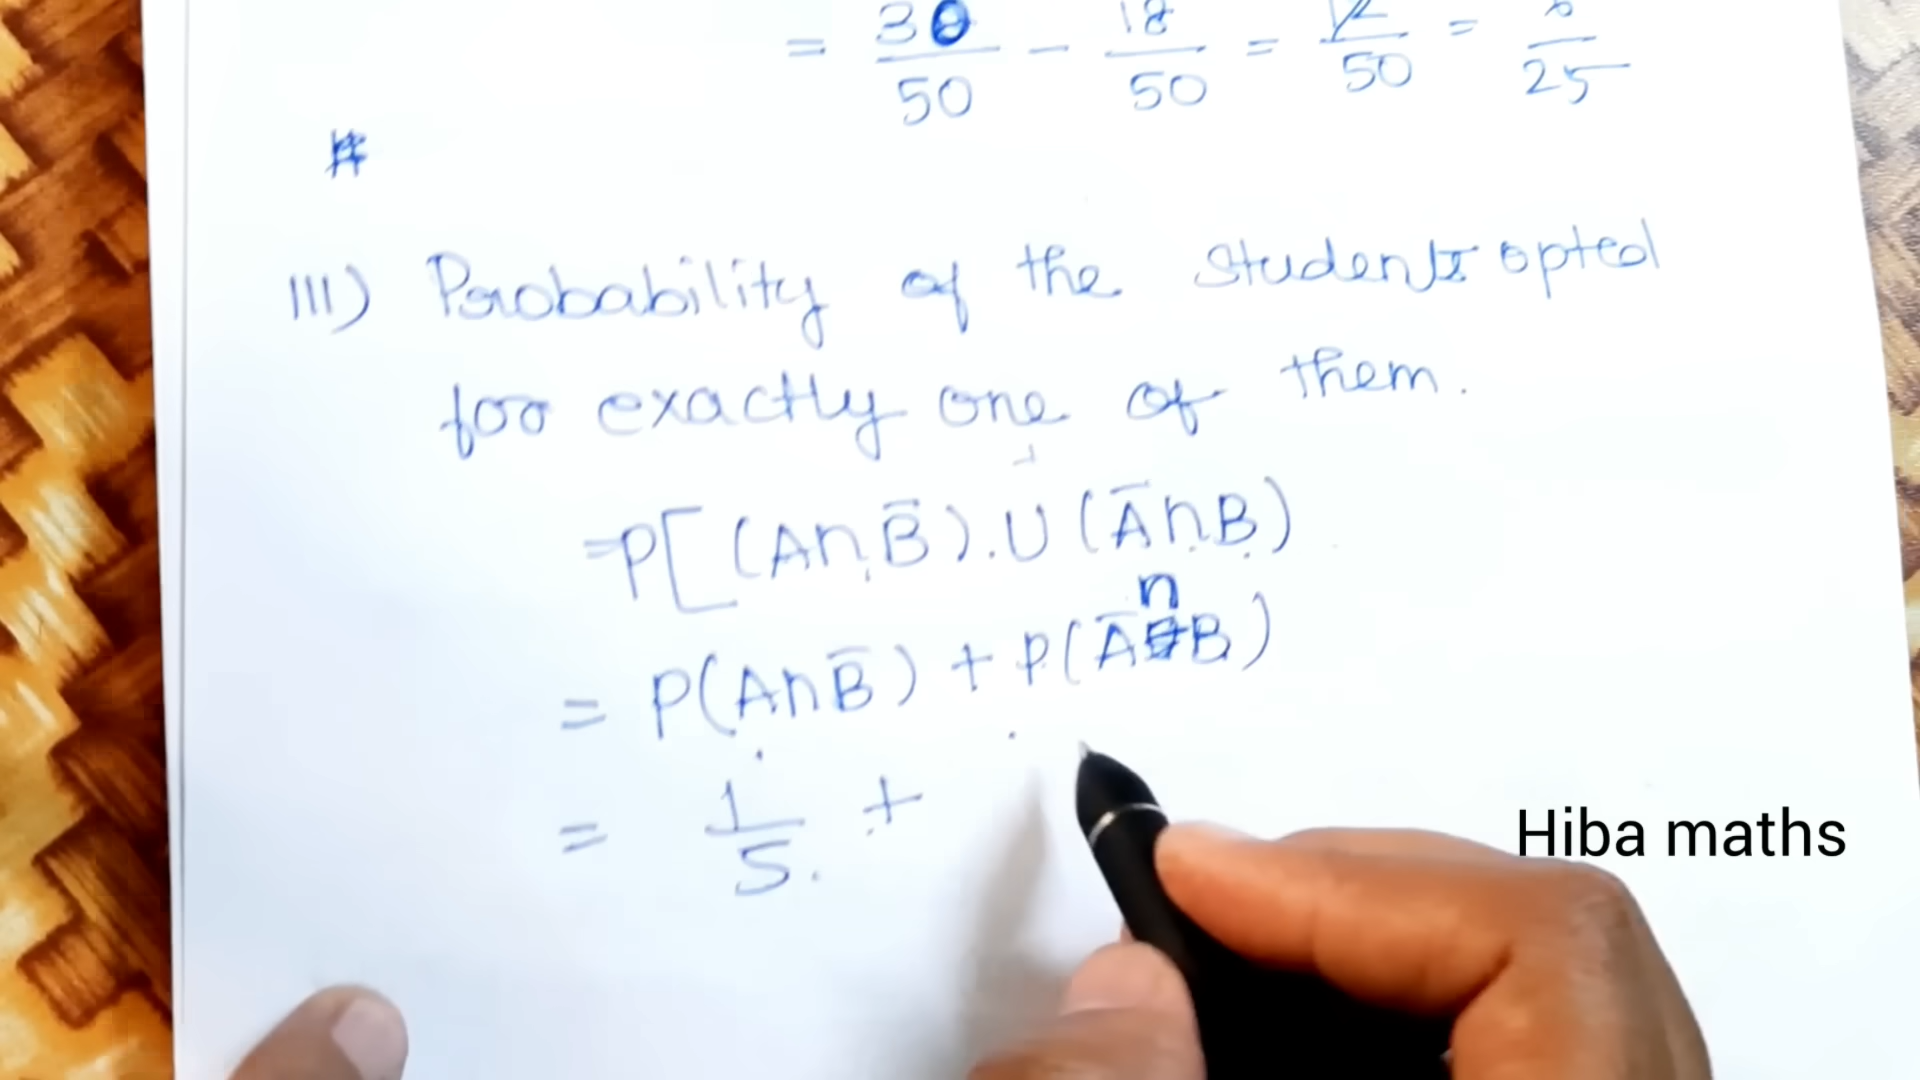 = 30/50 - 18/50 = 12/50 = 6/25
III) Probability of the students opted
for exactly one of them.
=P[(A∩B̅).∪(A̅∩B)
= P(A∩B̅) + P(A̅∩B)
= 1/5. +
Hiba maths